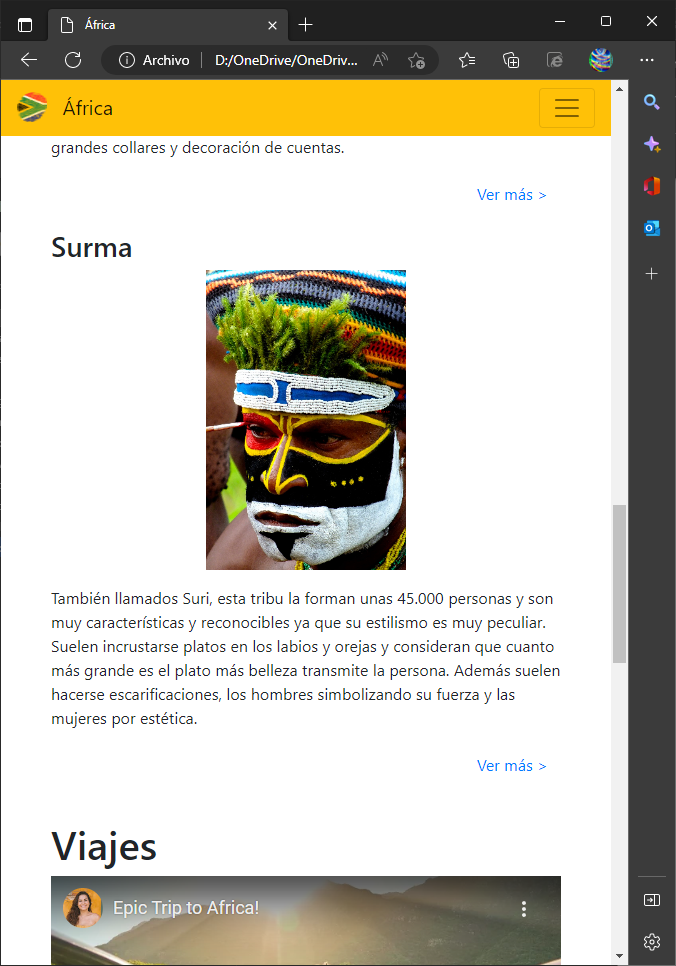 África
Archivo
D:/OneDrive/OneDriv...
África
grandes collares y decoración de cuentas.
Ver más >
Surma
También llamados Suri, esta tribu la forman unas 45.000 personas y son
muy características y reconocibles ya que su estilismo es muy peculiar.
Suelen incrustarse platos en los labios y orejas y consideran que cuanto
más grande es el plato más belleza transmite la persona. Además suelen
hacerse escarificaciones, los hombres simbolizando su fuerza y las
mujeres por estética.
Ver más >
Viajes
Epic Trip to Africa!